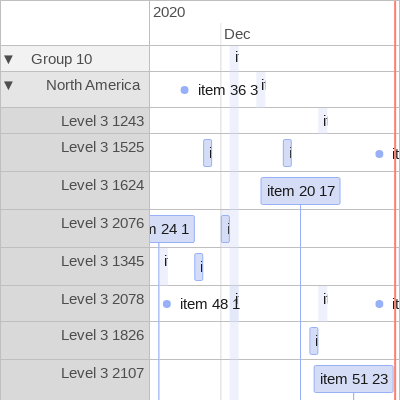 2020
Dec
▼ Group 10
▼ North America
item 36 3
Level 3 1243
Level 3 1525
Level 3 1624
item 20 17
Level 3 2076
24 1
Level 3 1345
Level 3 2078
item 48 1
Level 3 1826
Level 3 2107
item 51 23